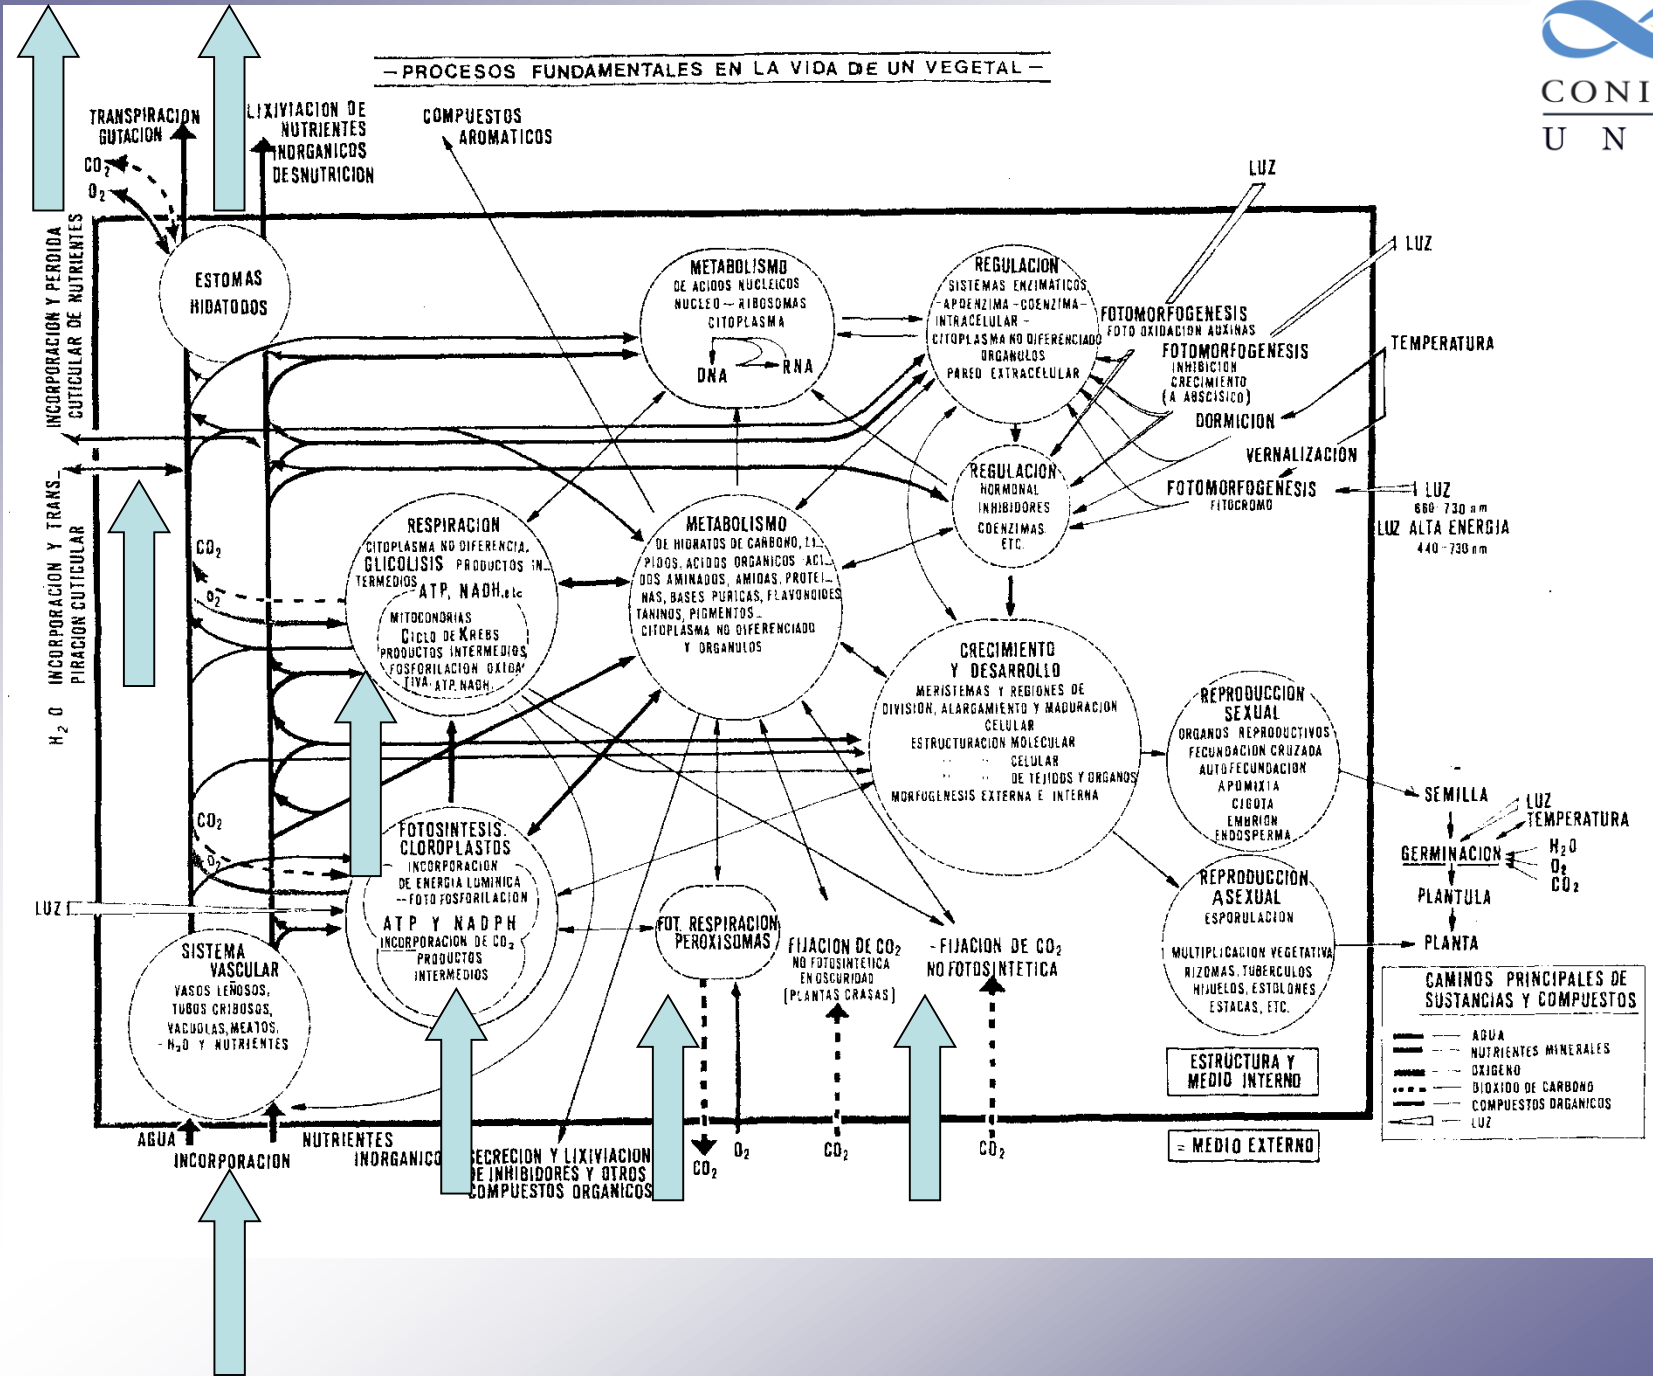 CONI
U N
—PROCESOS FUNDAMENTALES EN LA VIDA DE UN VEGETAL—
TRANSPIRACION
GUTACION
CO2
O2
LIXIVIACION DE
NUTRIENTES
INORGANICOS
DESNUTRICION
COMPUESTOS
AROMATICOS
LUZ
LUZ
INCORPORACION Y PERDIDA
CUTICULAR DE NUTRIENTES
H2O INCORPORACION Y TRANS_
PIRACION CUTICULAR
ESTOMAS
HIDATODOS
METABOLISMO
DE ACIDOS NUCLEICOS
NUCLEO — RIBOSOMAS
CITOPLASMA
DNA
RNA
REGULACION
SISTEMAS ENZIMATICOS
-APOENZIMA-COENZIMA-
INTRACELULAR -
CITOPLASMA NO DIFERENCIADO
ORGANULOS
PARED EXTRACELULAR
FOTOMORFOGENESIS
FOTO OXIDACION AUXINAS
FOTOMORFOGENESIS
INHIBICION
CRECIMIENTO
(A ABSCISICO)
TEMPERATURA
DORMICION
VERNALIZACION
FOTOMORFOGENESIS
FITOCROMO
LUZ
660-730 nm
LUZ ALTA ENERGIA
440-730 nm
REGULACION
HORMONAL
INHIBIDORES
COENZIMAS
ETC.
RESPIRACION
CITOPLASMA NO DIFERENCIA.
GLICOLISIS PRODUCTOS IN_
TERMEDIOS ATP, NADH, etc
MITOCONDRIAS
CICLO DE KREBS
PRODUCTOS INTERMEDIOS
FOSFORILACION OXIDA
TIVA. ATP. NADH.
METABOLISMO
DE HIDRATOS DE CARBONO, LI_
PIDOS, ACIDOS ORGANICOS ACI_
DOS AMINADOS, AMIDAS, PROTEI_
NAS, BASES PURICAS, FLAVONOIDES
TANINOS, PIGMENTOS_
CITOPLASMA NO DIFERENCIADO
Y ORGANULOS
CO2
O2
CRECIMIENTO
Y DESARROLLO
MERISTEMAS Y REGIONES DE
DIVISION, ALARGAMIENTO Y MADURACION
CELULAR
ESTRUCTURACION MOLECULAR
" " CELULAR
" " DE TEJIDOS Y ORGANOS
MORFOGENESIS EXTERNA E INTERNA
REPRODUCCION
SEXUAL
ORGANOS REPRODUCTIVOS
FECUNDACION CRUZADA
AUTOFECUNDACION
APOMIXIA
CIGOTA
EMBRION
ENDOSPERMA
SEMILLA
LUZ
TEMPERATURA
GERMINACION
H2O
O2
CO2
PLANTULA
PLANTA
CO2
O2
LUZ
FOTOSINTESIS.
CLOROPLASTOS
INCORPORACION
DE ENERGIA LUMINICA
--FOTO FOSFORILACION
ATP Y NADPH
INCORPORACION DE CO2
PRODUCTOS
INTERMEDIOS
FOT. RESPIRACION
PEROXISOMAS
FIJACION DE CO2
NO FOTOSINTETICA
EN OSCURIDAD
(PLANTAS CRASAS)
- FIJACION DE CO2
NO FOTOSINTETICA
REPRODUCCION
ASEXUAL
ESPORULACION
MULTIPLICACION VEGETATIVA
RIZOMAS, TUBERCULOS
HIJUELOS, ESTOLONES
ESTACAS, ETC.
SISTEMA
VASCULAR
VASOS LEÑOSOS,
TUBOS CRIBOSOS,
VACUOLAS, MEATOS.
- H2O Y NUTRIENTES
CAMINOS PRINCIPALES DE
SUSTANCIAS Y COMPUESTOS
AGUA
NUTRIENTES MINERALES
OXIGENO
DIOXIDO DE CARBONO
COMPUESTOS ORGANICOS
LUZ
ESTRUCTURA Y
MEDIO INTERNO
= MEDIO EXTERNO
AGUA
INCORPORACION
NUTRIENTES
INORGANICO
SECRECION Y LIXIVIACION
DE INHIBIDORES Y OTROS
COMPUESTOS ORGANICOS
CO2
O2
CO2
CO2